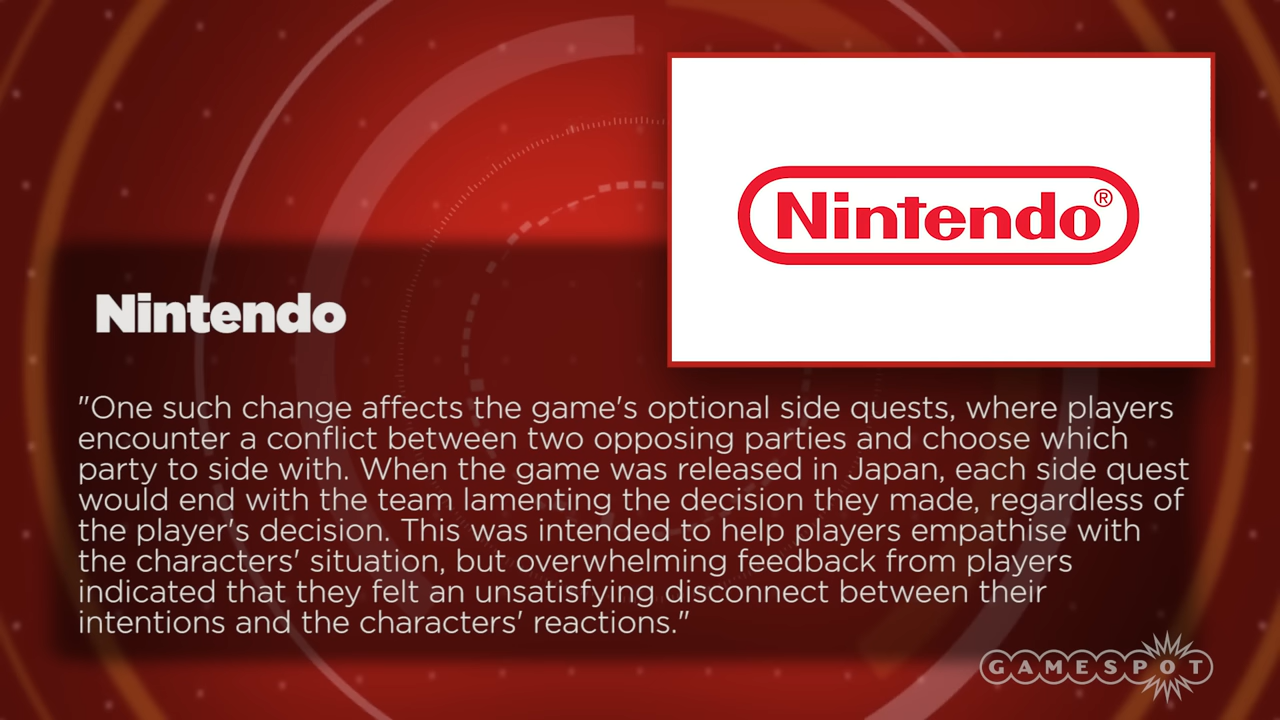 Nintendo®
Nintendo
"One such change affects the game's optional side quests, where players
encounter a conflict between two opposing parties and choose which
party to side with. When the game was released in Japan, each side quest
would end with the team lamenting the decision they made, regardless of
the player's decision. This was intended to help players empathise with
the characters' situation, but overwhelming feedback from players
indicated that they felt an unsatisfying disconnect between their
intentions and the characters' reactions."
GAMESPOT